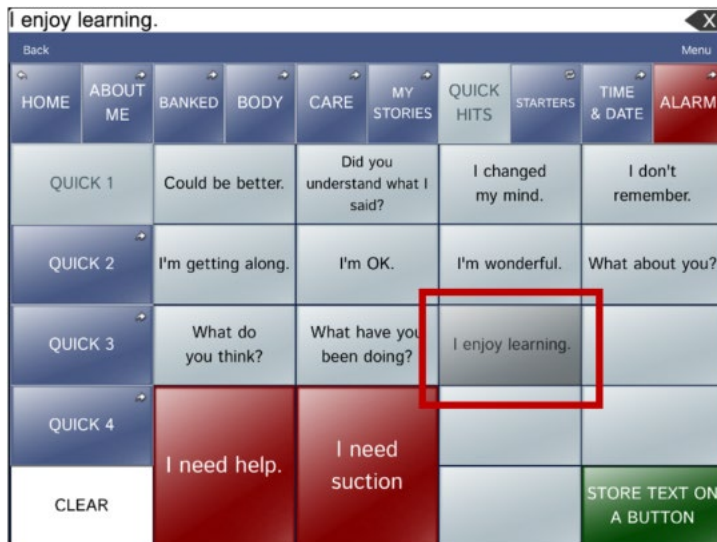 I enjoy learning.
X
Back
Menu
HOME
ABOUT
ME
BANKED
BODY
CARE
MY
STORIES
QUICK
HITS
STARTERS
TIME
& DATE
ALARM
QUICK 1
Could be better.
Did you
understand what I
said?
I changed
my mind.
I don't
remember.
QUICK 2
I'm getting along.
I'm OK.
I'm wonderful.
What about you?
QUICK 3
What do
you think?
What have you
been doing?
I enjoy learning.
QUICK 4
I need help.
I need
suction
CLEAR
STORE TEXT ON
A BUTTON